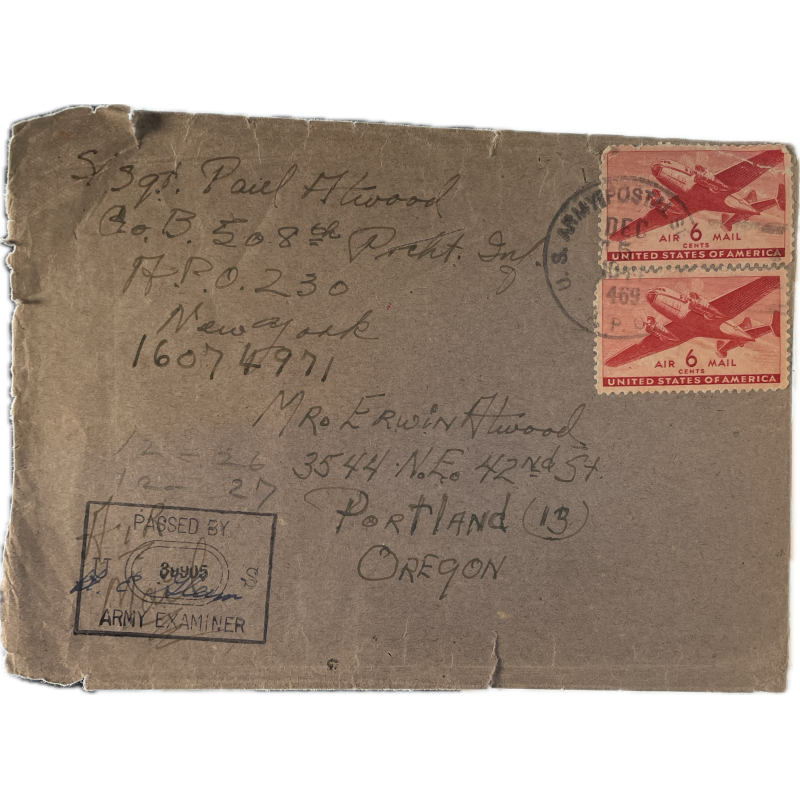 S/Sgt. Paul Atwood
Co. B. 508th Prcht. Inf
A.P.O. 230
New York
16074971
U.S. ARMY POSTAL
DEC
469
A.P.O.
AIR 6 MAIL
CENTS
UNITED STATES OF AMERICA
AIR 6 MAIL
CENTS
UNITED STATES OF AMERICA
Mr. Erwin Atwood
3544 N.E. 42nd St.
PORTLAND (13)
OREGON
12 - 26
12 - 27
PASSED BY
U S
ARMY EXAMINER